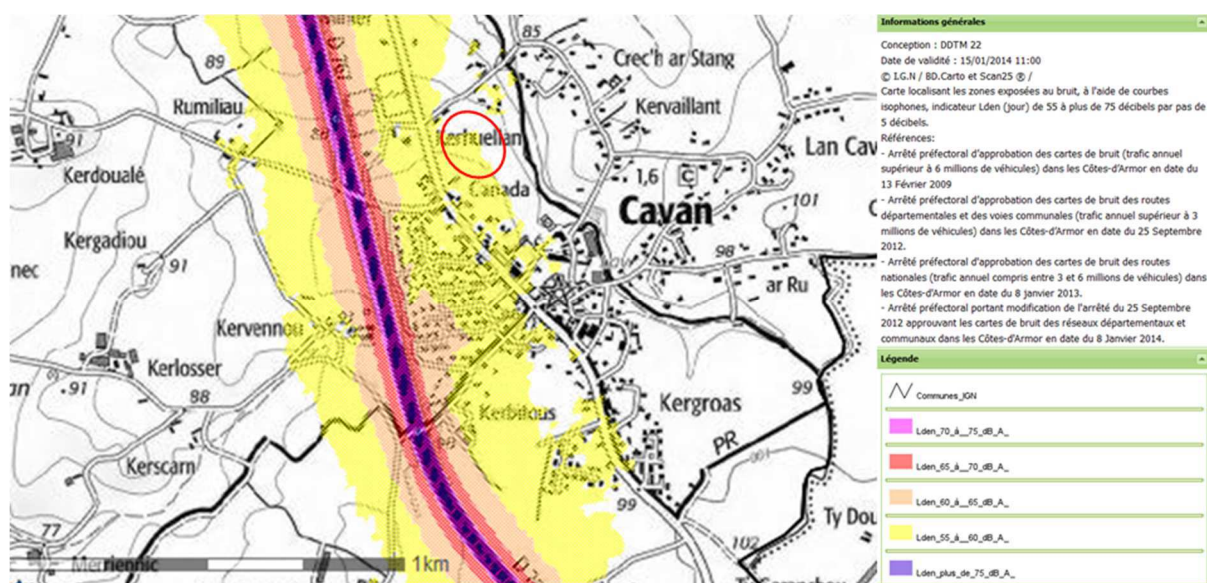 85
89
Crec'h ar Stang
Rumiliau
Kervaillant
86
91
Kerhuellan
Lan Cav
Kerdoualé
1,6
C
Canada
Cavan
101
Kergadiou
91
98
nec
ar Ru
Kervennou
Kerlosser
91
88
99
Kerbilous
Kergroas
PR
Kerscam
99
102
77
Ty Dou
Merriennic
1km
Informations générales
Conception : DDTM 22
Date de validité : 15/01/2014 11:00
© I.G.N / BD.Carto et Scan25 ® /
Carte localisant les zones exposées au bruit, à l'aide de courbes
isophones, indicateur Lden (jour) de 55 à plus de 75 décibels par pas de
5 décibels.
Références:
- Arrêté préfectoral d'approbation des cartes de bruit (trafic annuel
supérieur à 6 millions de véhicules) dans les Côtes-d'Armor en date du
13 Février 2009
- Arrêté préfectoral d'approbation des cartes de bruit des routes
départementales et des voies communales (trafic annuel supérieur à 3
millions de véhicules) dans les Côtes-d'Armor en date du 25 Septembre
2012.
- Arrêté préfectoral d'approbation des cartes de bruit des routes
nationales (trafic annuel compris entre 3 et 6 millions de véhicules) dans
les Côtes-d'Armor en date du 8 janvier 2013.
- Arrêté préfectoral portant modification de l'arrêté du 25 Septembre
2012 approuvant les cartes de bruit des réseaux départementaux et
communaux dans les Côtes-d'Armor en date du 8 Janvier 2014.
Légende
Communes_IGN
Lden_70_á__75_dB_A_
Lden_65_á__70_dB_A_
Lden_60_á__65_dB_A_
Lden_55_á__60_dB_A_
Lden_plus_de_75_dB_A_